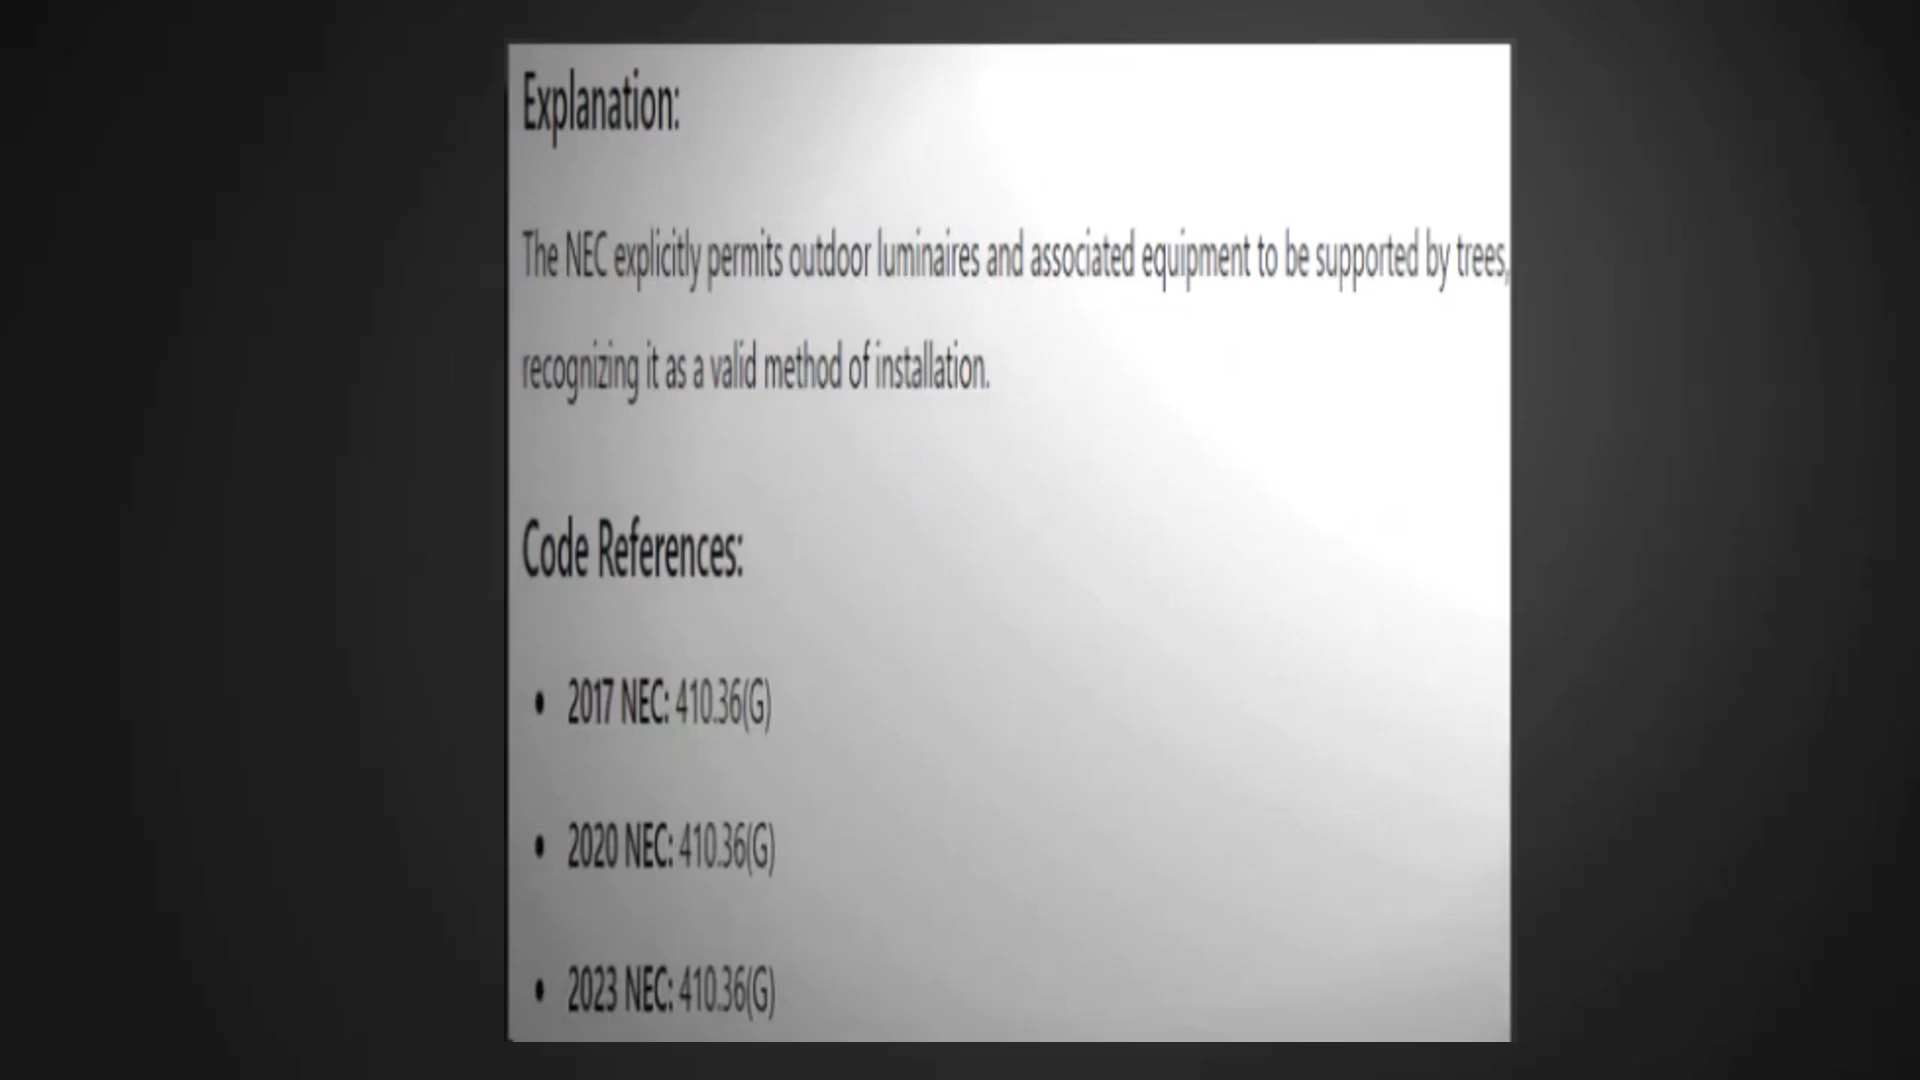 Explanation:
The NEC explicitly permits outdoor luminaires and associated equipment to be supported by trees,
recognizing it as a valid method of installation.
Code References:
• 2017 NEC: 410.36(G)
• 2020 NEC: 410.36(G)
• 2023 NEC: 410.36(G)